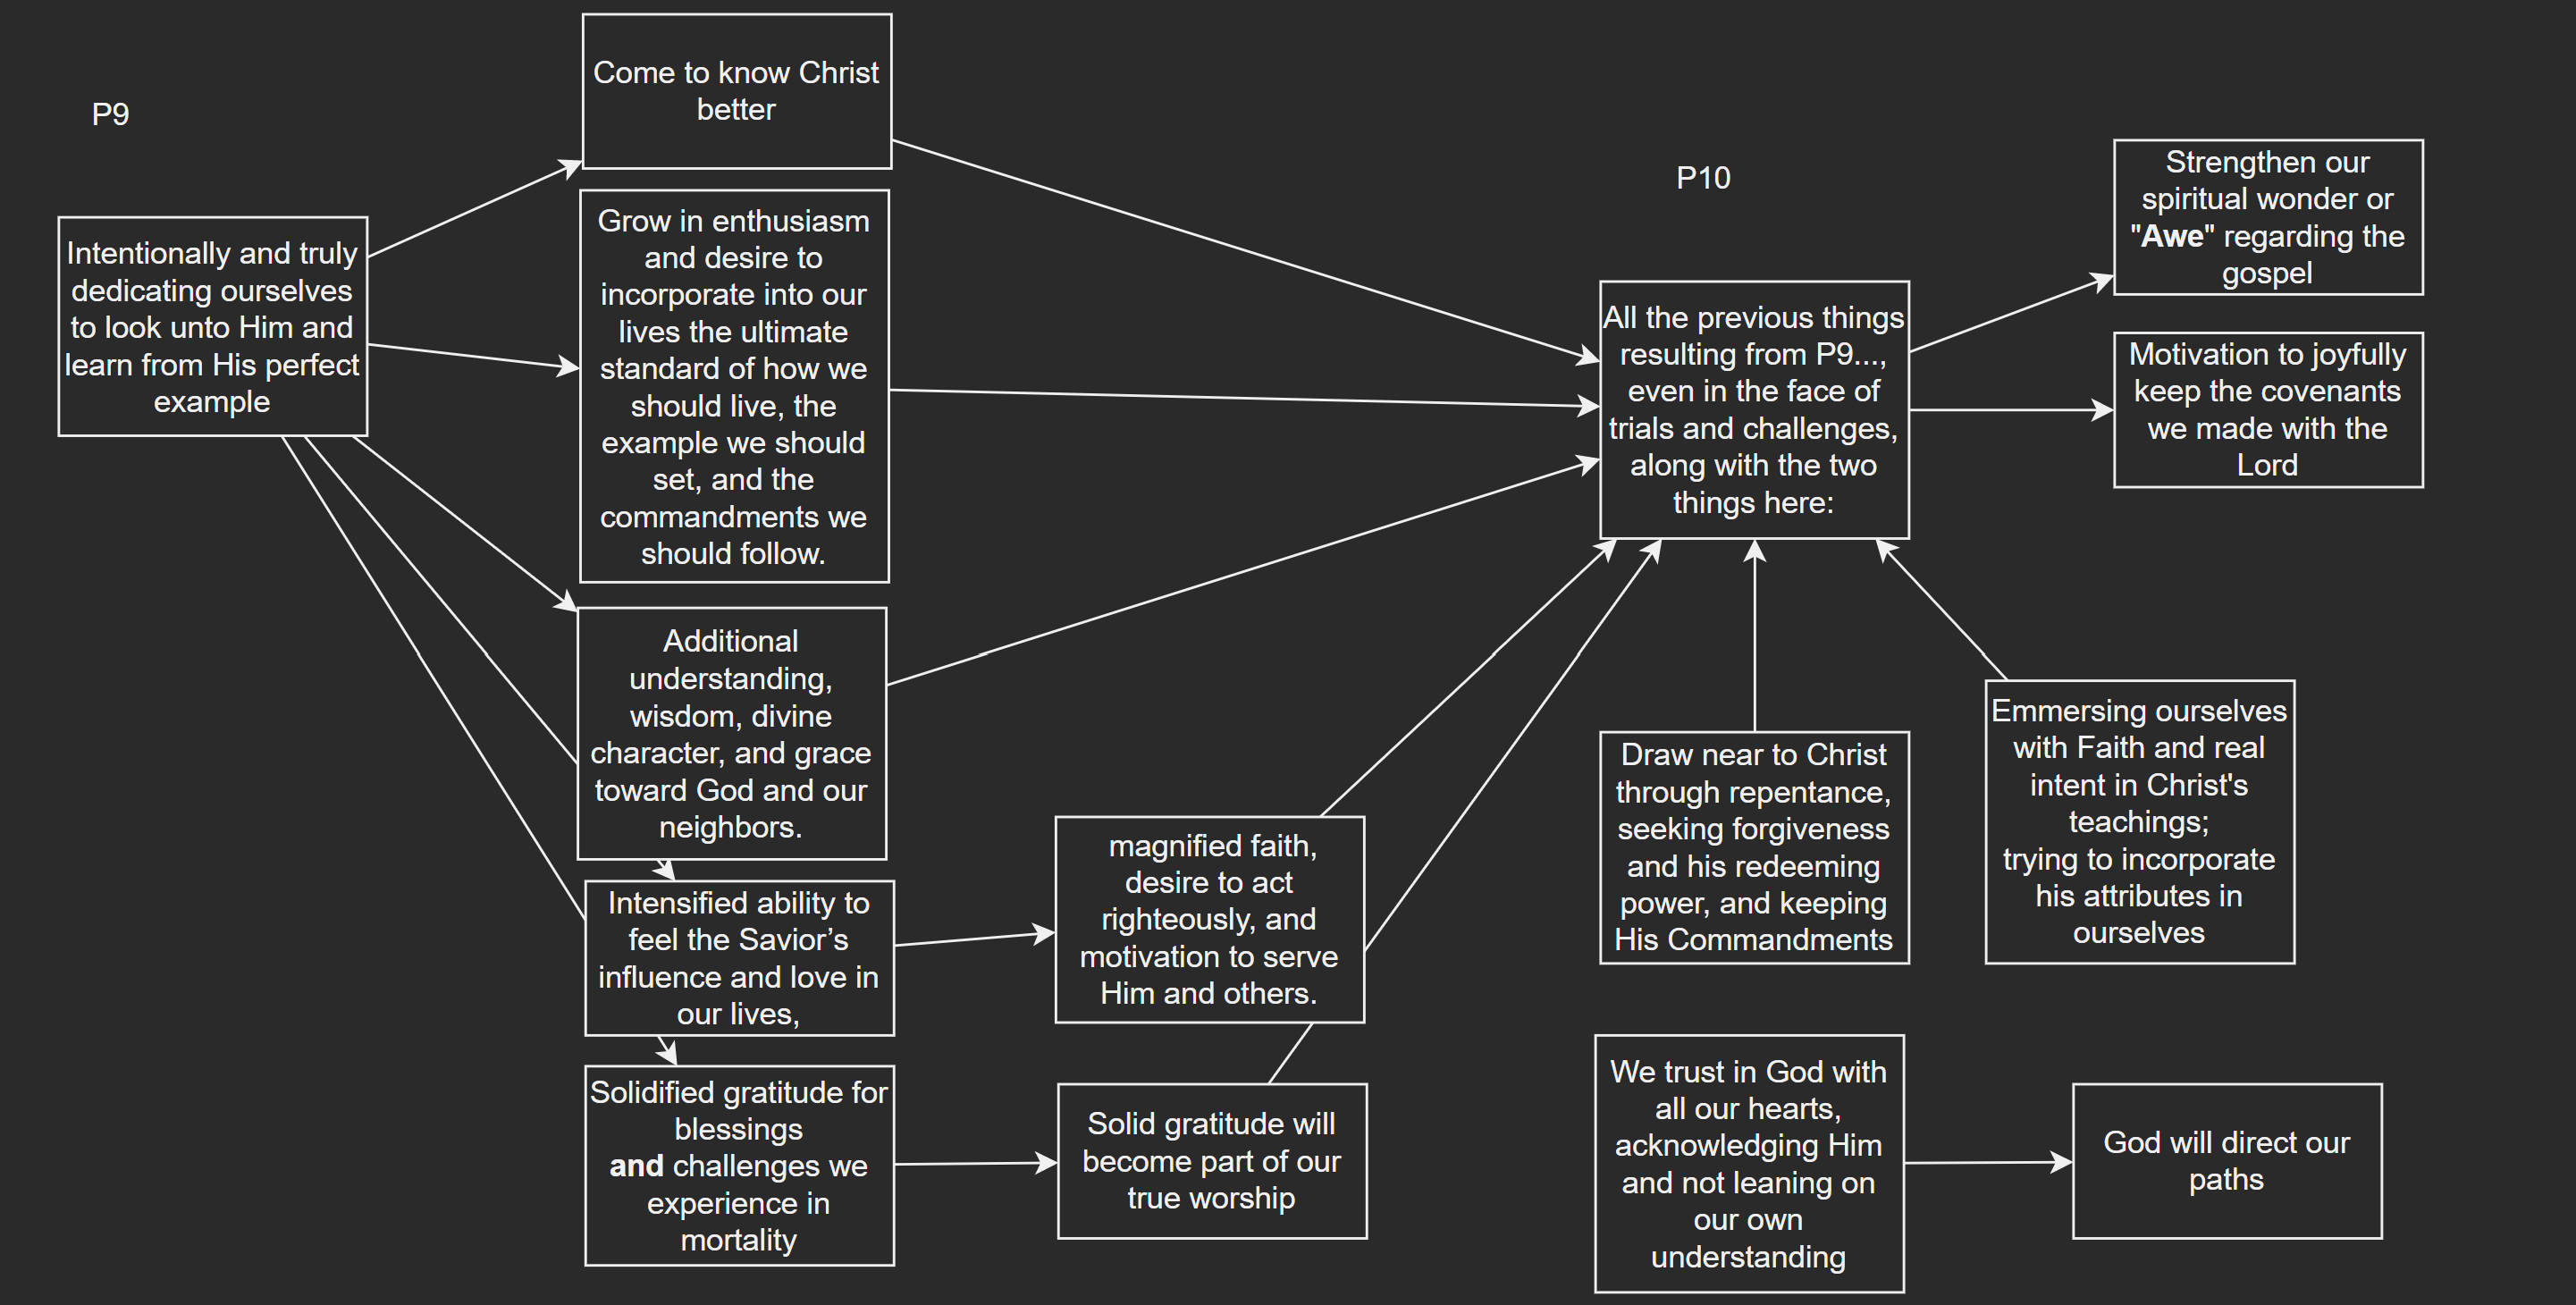 P9
Intentionally and truly
dedicating ourselves
to look unto Him and
learn from His perfect
example
Come to know Christ
better
Grow in enthusiasm
and desire to
incorporate into our
lives the ultimate
standard of how we
should live, the
example we should
set, and the
commandments we
should follow.
Additional
understanding,
wisdom, divine
character, and grace
toward God and our
neighbors.
Intensified ability to
feel the Savior’s
influence and love in
our lives,
Solidified gratitude for
blessings
and challenges we
experience in
mortality
magnified faith,
desire to act
righteously, and
motivation to serve
Him and others.
Solid gratitude will
become part of our
true worship
P10
All the previous things
resulting from P9...,
even in the face of
trials and challenges,
along with the two
things here:
Strengthen our
spiritual wonder or
"Awe" regarding the
gospel
Motivation to joyfully
keep the covenants
we made with the
Lord
Draw near to Christ
through repentance,
seeking forgiveness
and his redeeming
power, and keeping
His Commandments
Emmersing ourselves
with Faith and real
intent in Christ's
teachings;
trying to incorporate
his attributes in
ourselves
We trust in God with
all our hearts,
acknowledging Him
and not leaning on
our own
understanding
God will direct our
paths